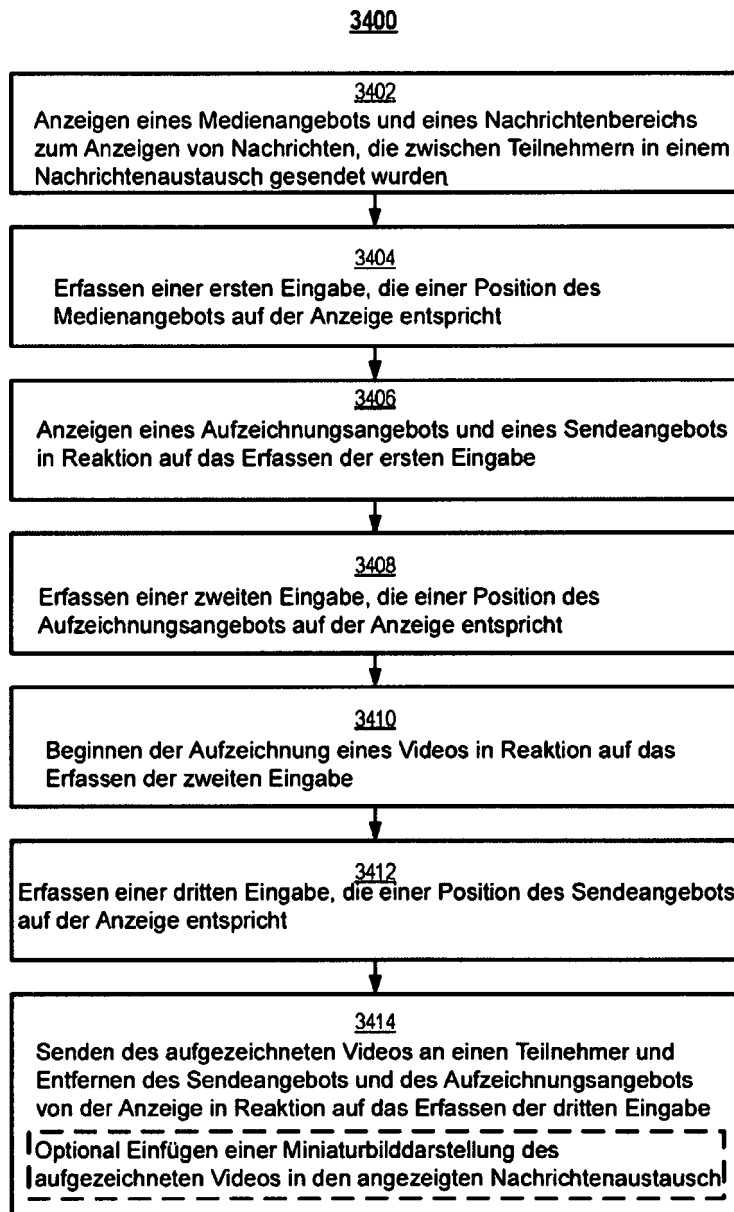 3400
3402
Anzeigen eines Medienangebots und eines Nachrichtenbereichs
zum Anzeigen von Nachrichten, die zwischen Teilnehmern in einem
Nachrichtenaustausch gesendet wurden
3404
Erfassen einer ersten Eingabe, die einer Position des
Medienangebots auf der Anzeige entspricht
3406
Anzeigen eines Aufzeichnungsangebots und eines Sendeangebots
in Reaktion auf das Erfassen der ersten Eingabe
3408
Erfassen einer zweiten Eingabe, die einer Position des
Aufzeichnungsangebots auf der Anzeige entspricht
3410
Beginnen der Aufzeichnung eines Videos in Reaktion auf das
Erfassen der zweiten Eingabe
3412
Erfassen einer dritten Eingabe, die einer Position des Sendeangebots
auf der Anzeige entspricht
3414
Senden des aufgezeichneten Videos an einen Teilnehmer und
Entfernen des Sendeangebots und des Aufzeichnungsangebots
von der Anzeige in Reaktion auf das Erfassen der dritten Eingabe
Optional Einfügen einer Miniaturbilddarstellung des
aufgezeichneten Videos in den angezeigten Nachrichtenaustausch